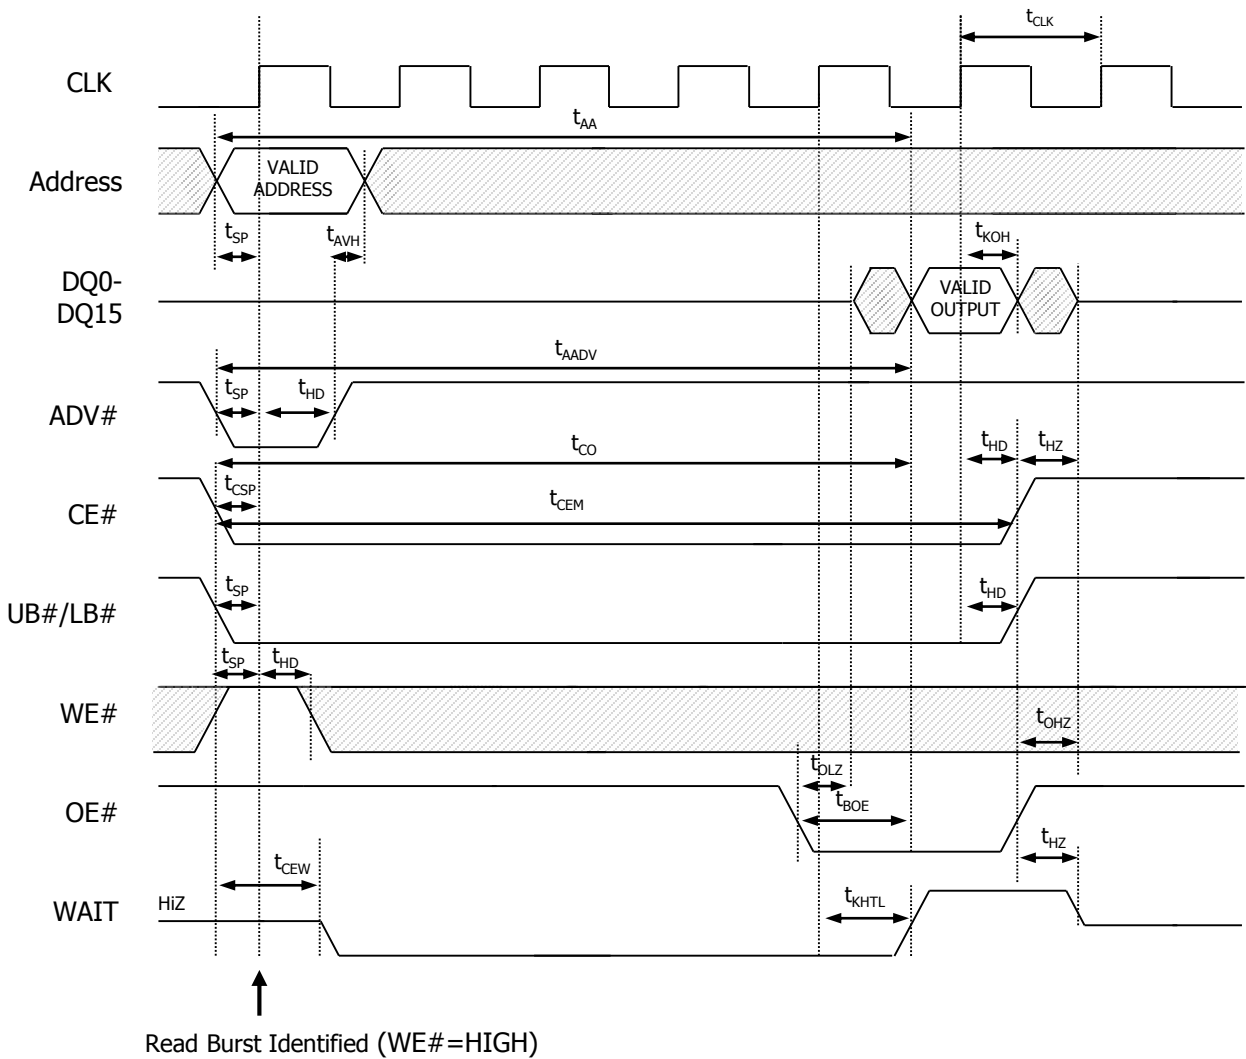 tCLK
CLK
tAA
Address
VALID
ADDRESS
tSP
tAVH
tKOH
DQ0-
DQ15
VALID
OUTPUT
tAADV
ADV#
tSP
tHD
tCO
tHD
tHZ
CE#
tCSP
tCEM
UB#/LB#
tSP
tHD
tSP
tHD
WE#
tOHZ
OE#
tOLZ
tBOE
tHZ
tCEW
WAIT
HiZ
tKHTL
Read Burst Identified (WE#=HIGH)